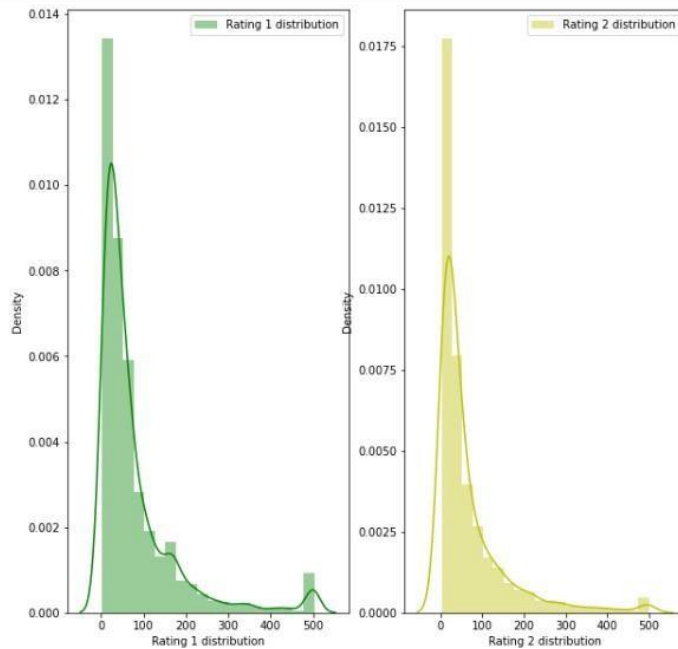 0.014
0.012
0.010
0.008
0.006
0.004
0.002
0.000
Density
Rating 1 distribution
0 100 200 300 400 500
Rating 1 distribution
0.0175
0.0150
0.0125
0.0100
0.0075
0.0050
0.0025
0.0000
Density
Rating 2 distribution
0 100 200 300 400 500
Rating 2 distribution